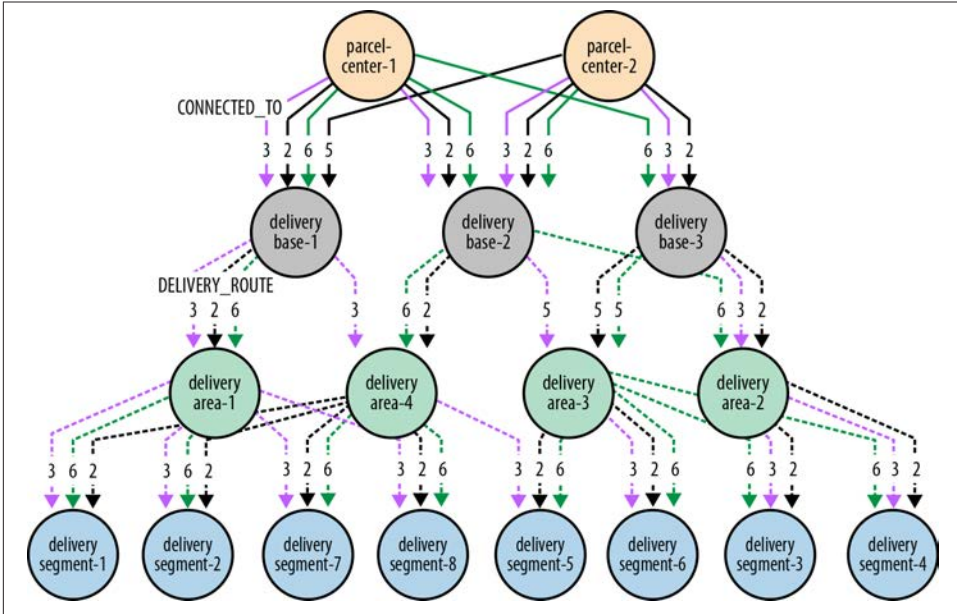 parcel-
center-1
parcel-
center-2
CONNECTED_TO
3 2 6 5 3 2 6 3 2 6 6 3 2
delivery
base-1
delivery
base-2
delivery
base-3
DELIVERY_ROUTE
3 2 6 3 6 2 5 5 5 6 3 2
delivery
area-1
delivery
area-4
delivery
area-3
delivery
area-2
3 6 2 3 6 2 3 2 6 3 2 6 3 2 6 3 2 6 6 3 2 6 3 2
delivery
segment-1
delivery
segment-2
delivery
segment-7
delivery
segment-8
delivery
segment-5
delivery
segment-6
delivery
segment-3
delivery
segment-4